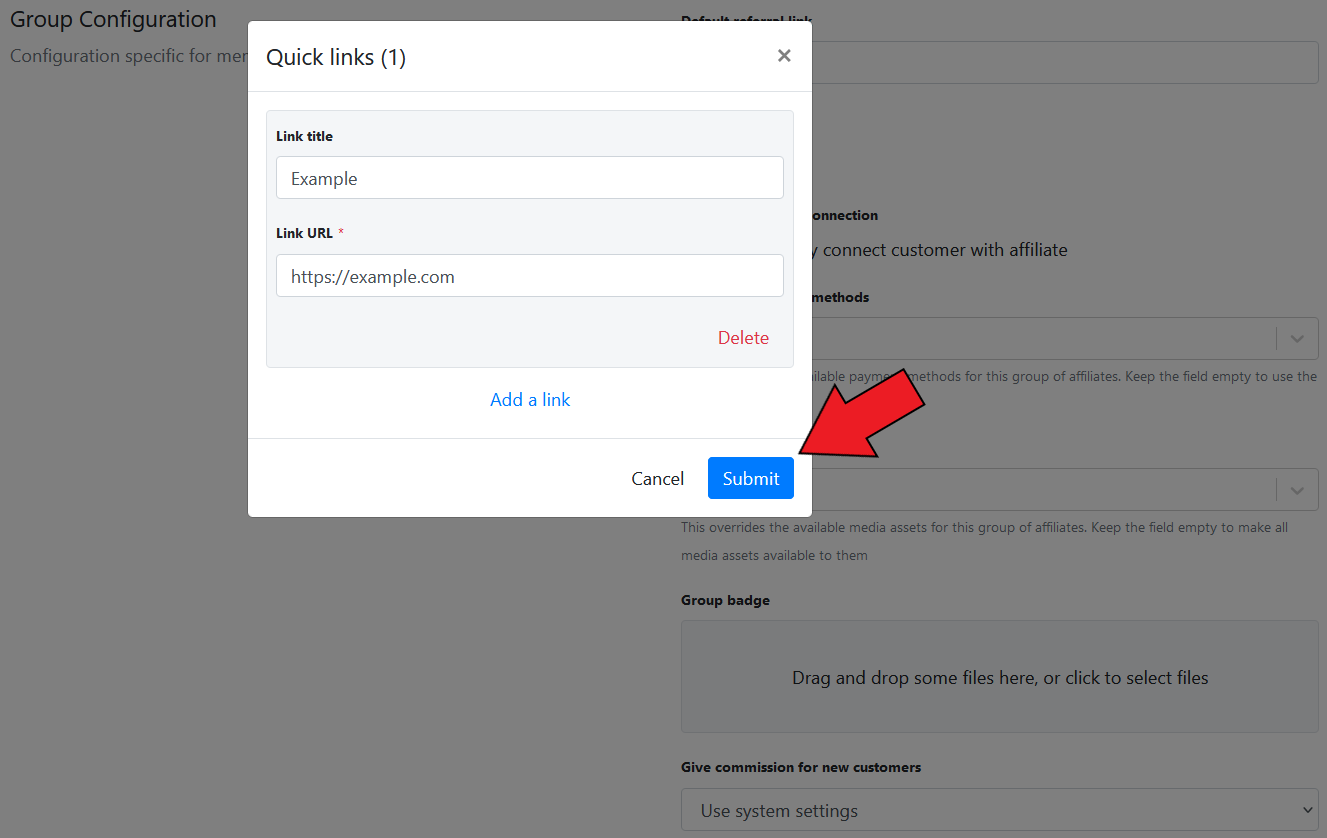 Group Configuration
Configuration specific for mer
Default referral link
Quick links (1)
×
Link title
Example
Link URL *
https://example.com
Delete
Add a link
Cancel
Submit
onnection
y connect customer with affiliate
methods
ilable payment methods for this group of affiliates. Keep the field empty to use the
This overrides the available media assets for this group of affiliates. Keep the field empty to make all
media assets available to them
Group badge
Drag and drop some files here, or click to select files
Give commission for new customers
Use system settings